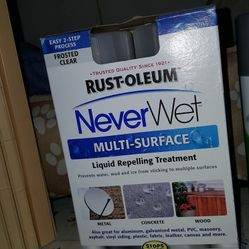 EASY 2-STEP
PROCESS
FROSTED
CLEAR
• TRUSTED QUALITY SINCE 1921 •
RUST-OLEUM
NeverWet
MULTI-SURFACE
Liquid Repelling Treatment
Prevents water, mud and ice from sticking to multiple surfaces
METAL CONCRETE WOOD
Also great for aluminum, galvanized metal, PVC, masonry,
asphalt, vinyl siding, plastic, fabric, leather, canvas and more.
STOPS